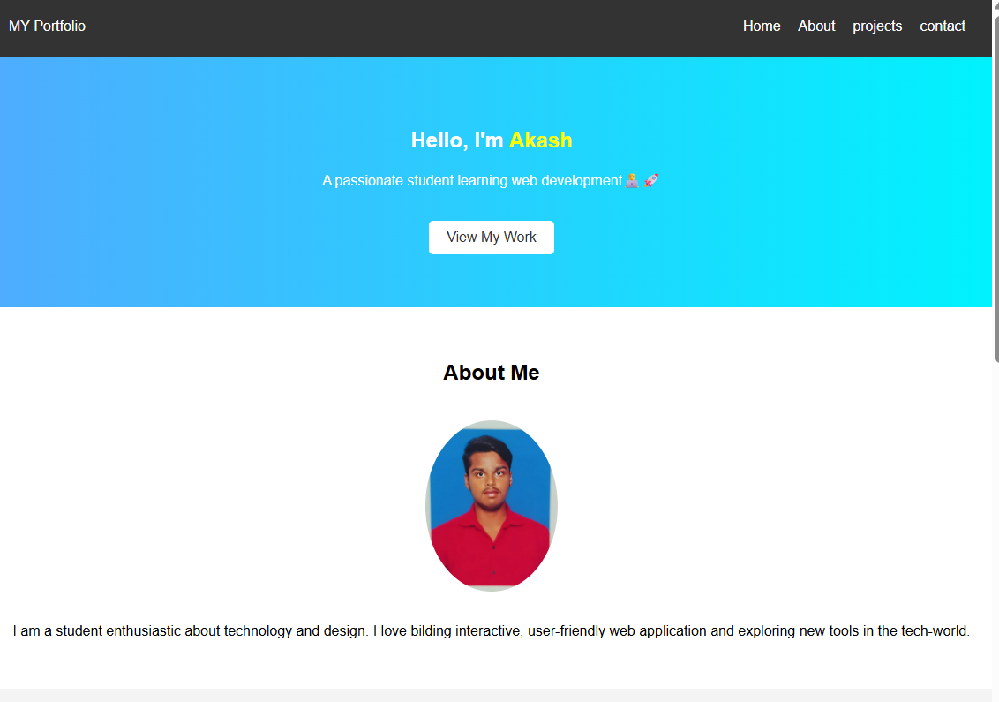 MY Portfolio
Home About projects contact
Hello, I'm Akash
A passionate student learning web development
View My Work
About Me
I am a student enthusiastic about technology and design. I love bilding interactive, user-friendly web application and exploring new tools in the tech-world.